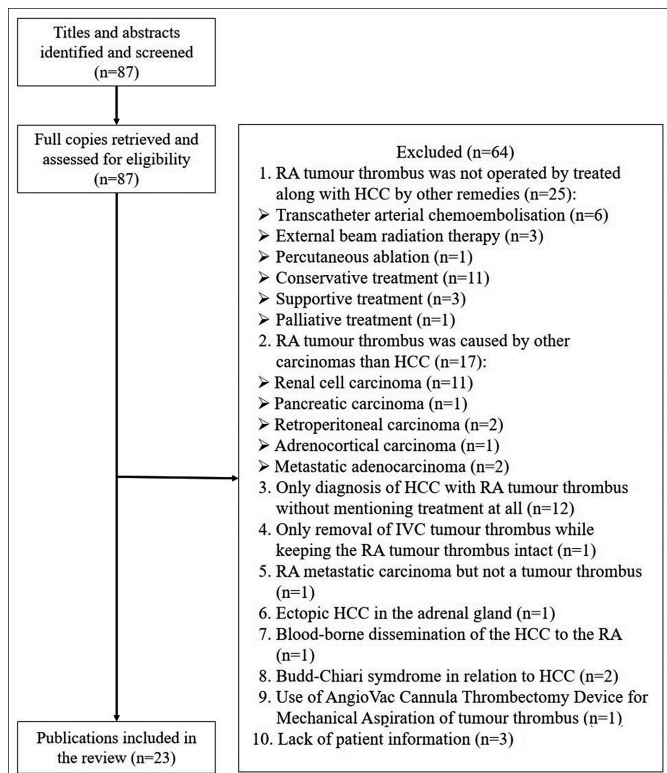 Titles and abstracts
identified and screened
(n=87)
Full copies retrieved and
assessed for eligibility
(n=87)
Excluded (n=64)
1. RA tumour thrombus was not operated by treated
along with HCC by other remedies (n=25):
➢ Transcatheter arterial chemoembolisation (n=6)
➢ External beam radiation therapy (n=3)
➢ Percutaneous ablation (n=1)
➢ Conservative treatment (n=11)
➢ Supportive treatment (n=3)
➢ Palliative treatment (n=1)
2. RA tumour thrombus was caused by other
carcinomas than HCC (n=17):
➢ Renal cell carcinoma (n=11)
➢ Pancreatic carcinoma (n=1)
➢ Retroperitoneal carcinoma (n=2)
➢ Adrenocortical carcinoma (n=1)
➢ Metastatic adenocarcinoma (n=2)
3. Only diagnosis of HCC with RA tumour thrombus
without mentioning treatment at all (n=12)
4. Only removal of IVC tumour thrombus while
keeping the RA tumour thrombus intact (n=1)
5. RA metastatic carcinoma but not a tumour thrombus
(n=1)
6. Ectopic HCC in the adrenal gland (n=1)
7. Blood-borne dissemination of the HCC to the RA
(n=1)
8. Budd-Chiari symdrome in relation to HCC (n=2)
9. Use of AngioVac Cannula Thrombectomy Device for
Mechanical Aspiration of tumour thrombus (n=1)
10. Lack of patient information (n=3)
Publications included in
the review (n=23)